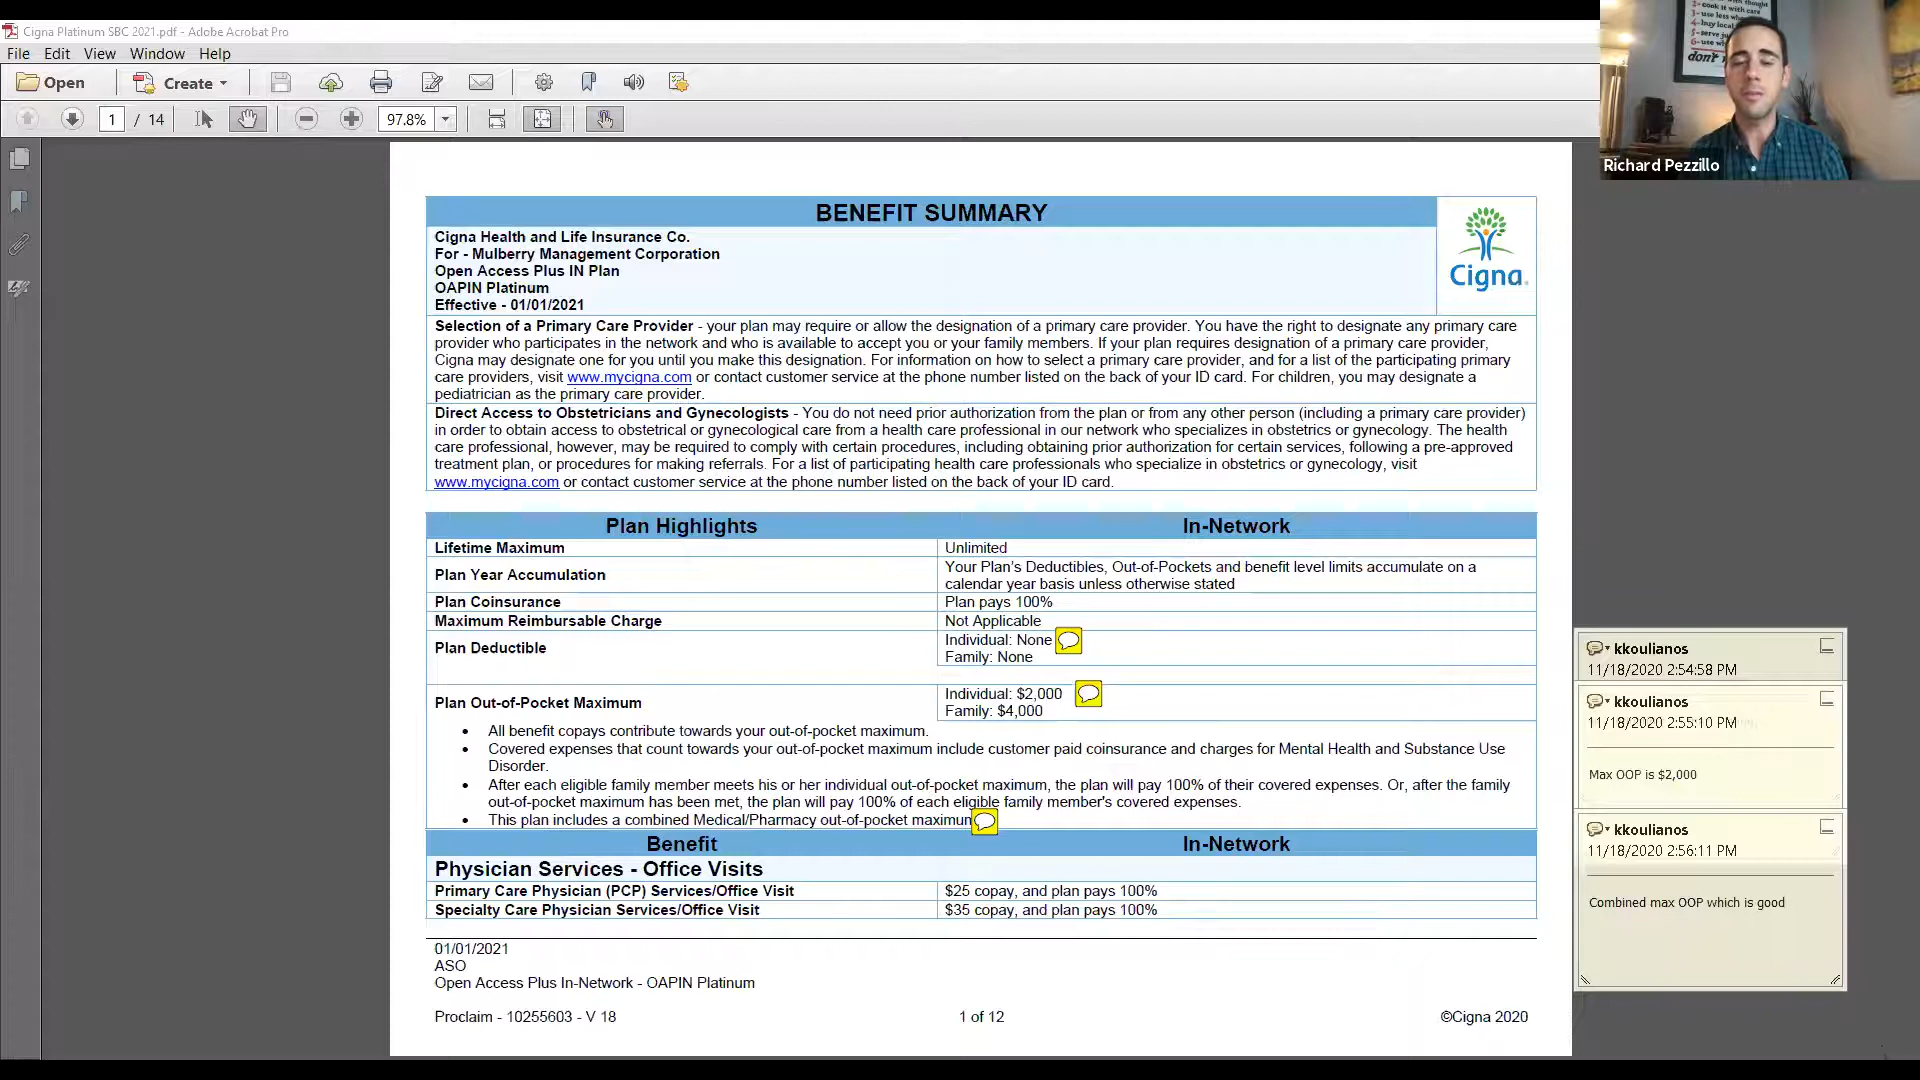 Cigna Platinum SBC 2021.pdf - Adobe Acrobat Pro
File Edit View Window Help
Open Create
1 / 14 97.8%
Richard Pezzillo
BENEFIT SUMMARY
Cigna Health and Life Insurance Co.
For - Mulberry Management Corporation
Open Access Plus IN Plan
OAPIN Platinum
Effective - 01/01/2021
Cigna
Selection of a Primary Care Provider - your plan may require or allow the designation of a primary care provider. You have the right to designate any primary care
provider who participates in the network and who is available to accept you or your family members. If your plan requires designation of a primary care provider,
Cigna may designate one for you until you make this designation. For information on how to select a primary care provider, and for a list of the participating primary
care providers, visit www.mycigna.com or contact customer service at the phone number listed on the back of your ID card. For children, you may designate a
pediatrician as the primary care provider.
Direct Access to Obstetricians and Gynecologists - You do not need prior authorization from the plan or from any other person (including a primary care provider)
in order to obtain access to obstetrical or gynecological care from a health care professional in our network who specializes in obstetrics or gynecology. The health
care professional, however, may be required to comply with certain procedures, including obtaining prior authorization for certain services, following a pre-approved
treatment plan, or procedures for making referrals. For a list of participating health care professionals who specialize in obstetrics or gynecology, visit
www.mycigna.com or contact customer service at the phone number listed on the back of your ID card.
Plan Highlights In-Network
Lifetime Maximum Unlimited
Plan Year Accumulation Your Plan's Deductibles, Out-of-Pockets and benefit level limits accumulate on a
calendar year basis unless otherwise stated
Plan Coinsurance Plan pays 100%
Maximum Reimbursable Charge Not Applicable
Plan Deductible Individual: None
Family: None
Plan Out-of-Pocket Maximum Individual: $2,000
Family: $4,000
• All benefit copays contribute towards your out-of-pocket maximum.
• Covered expenses that count towards your out-of-pocket maximum include customer paid coinsurance and charges for Mental Health and Substance Use
Disorder.
• After each eligible family member meets his or her individual out-of-pocket maximum, the plan will pay 100% of their covered expenses. Or, after the family
out-of-pocket maximum has been met, the plan will pay 100% of each eligible family member's covered expenses.
• This plan includes a combined Medical/Pharmacy out-of-pocket maximum
Benefit In-Network
Physician Services - Office Visits
Primary Care Physician (PCP) Services/Office Visit $25 copay, and plan pays 100%
Specialty Care Physician Services/Office Visit $35 copay, and plan pays 100%
01/01/2021
ASO
Open Access Plus In-Network - OAPIN Platinum
Proclaim - 10255603 - V 18 1 of 12 ©Cigna 2020
kkoulianos
11/18/2020 2:54:58 PM
kkoulianos
11/18/2020 2:55:10 PM
Max OOP is $2,000
kkoulianos
11/18/2020 2:56:11 PM
Combined max OOP which is good